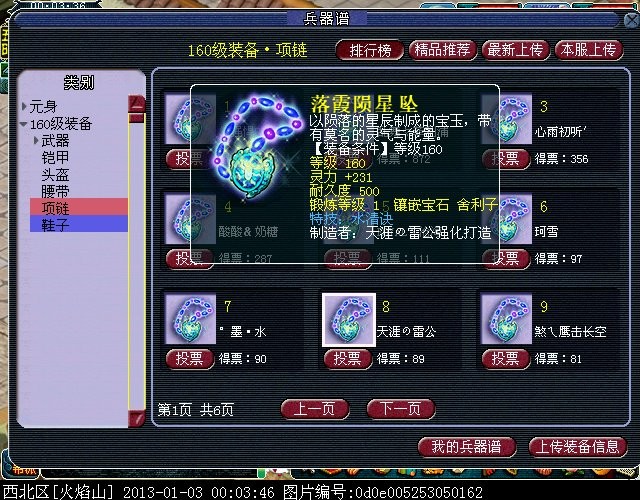 00:03:36
兵器谱
160级装备·项链
排行榜
精品推荐
最新上传
本服上传
类别
元身
160级装备
武器
铠甲
头盔
腰带
项链
鞋子
落霞陨星坠
以陨落的星辰制成的宝玉，带
有莫名的灵气与能量。
【装备条件】等级160
等级 160
灵力 +231
耐久度 500
锻炼等级 15 镶嵌宝石 舍利子
特技：水清诀
制造者：天涯の雷公强化打造
1
投票
872
3
心雨初听′
投票
得票：356
4
酸酸＆奶糖
投票
得票：287
得票：111
6
珂雪
投票
得票：97
7
°墨·水
投票
得票：90
8
天涯の雷公
投票
得票：89
9
煞乀鹰击长空
投票
得票：81
第1页 共6页
上一页
下一页
我的兵器谱
上传装备信息
西北区[火焰山] 2013-01-03 00:03:46 图片编号:0d0e005253050162